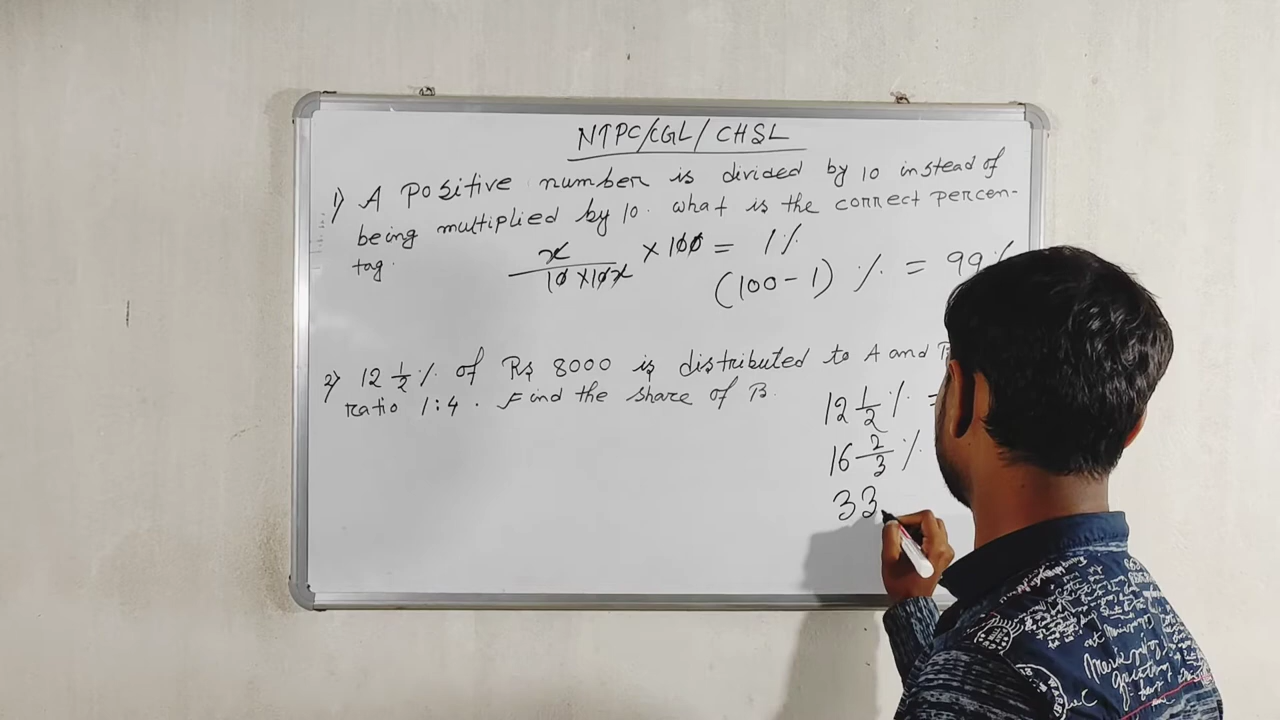 NTPC/CGL/CHSL
1) A Positive number is divided by 10 instead of
being multiplied by 10. what is the correct percen-
tag.
x/(10×10x) ×100 = 1%
(100-1) % = 99%
2) 12 1/2 % of Rs 8000 is distributed to A and
ratio 1:4. Find the share of B.
12 1/2 % =
16 2/3 %
33